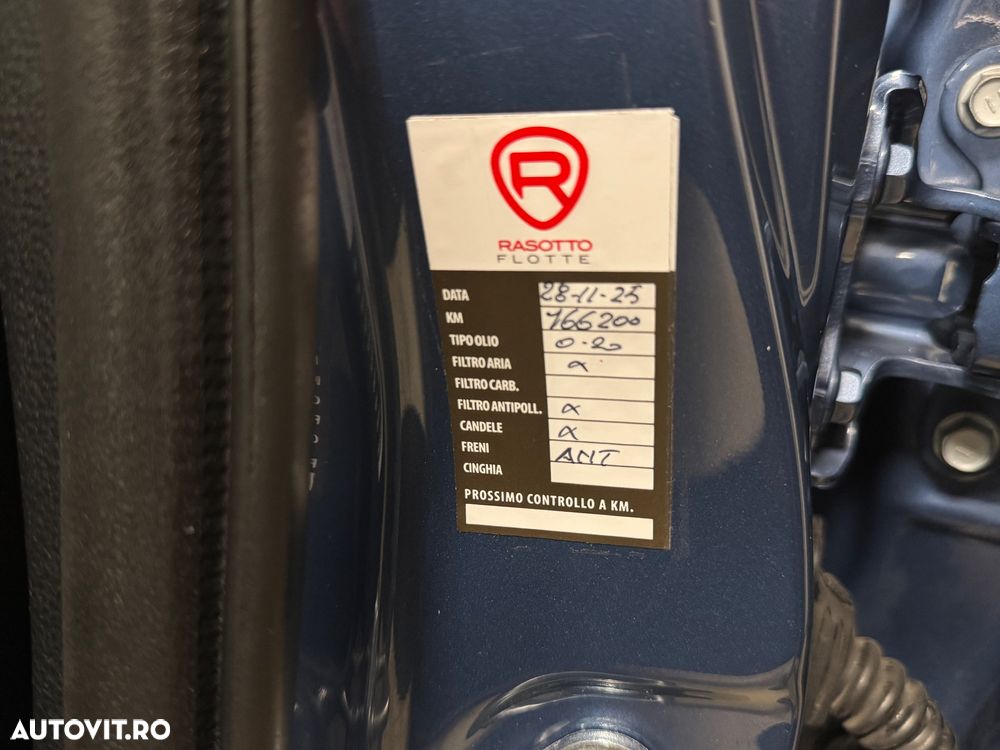 R
RASOTTO
FLOTTE
DATA 28-11-25
KM 166200
TIPO OLIO 0-20
FILTRO ARIA α
FILTRO CARB.
FILTRO ANTIPOLL. α
CANDELE α
FRENI ANT
CINGHIA
PROSSIMO CONTROLLO A KM.
AUTOVIT.RO